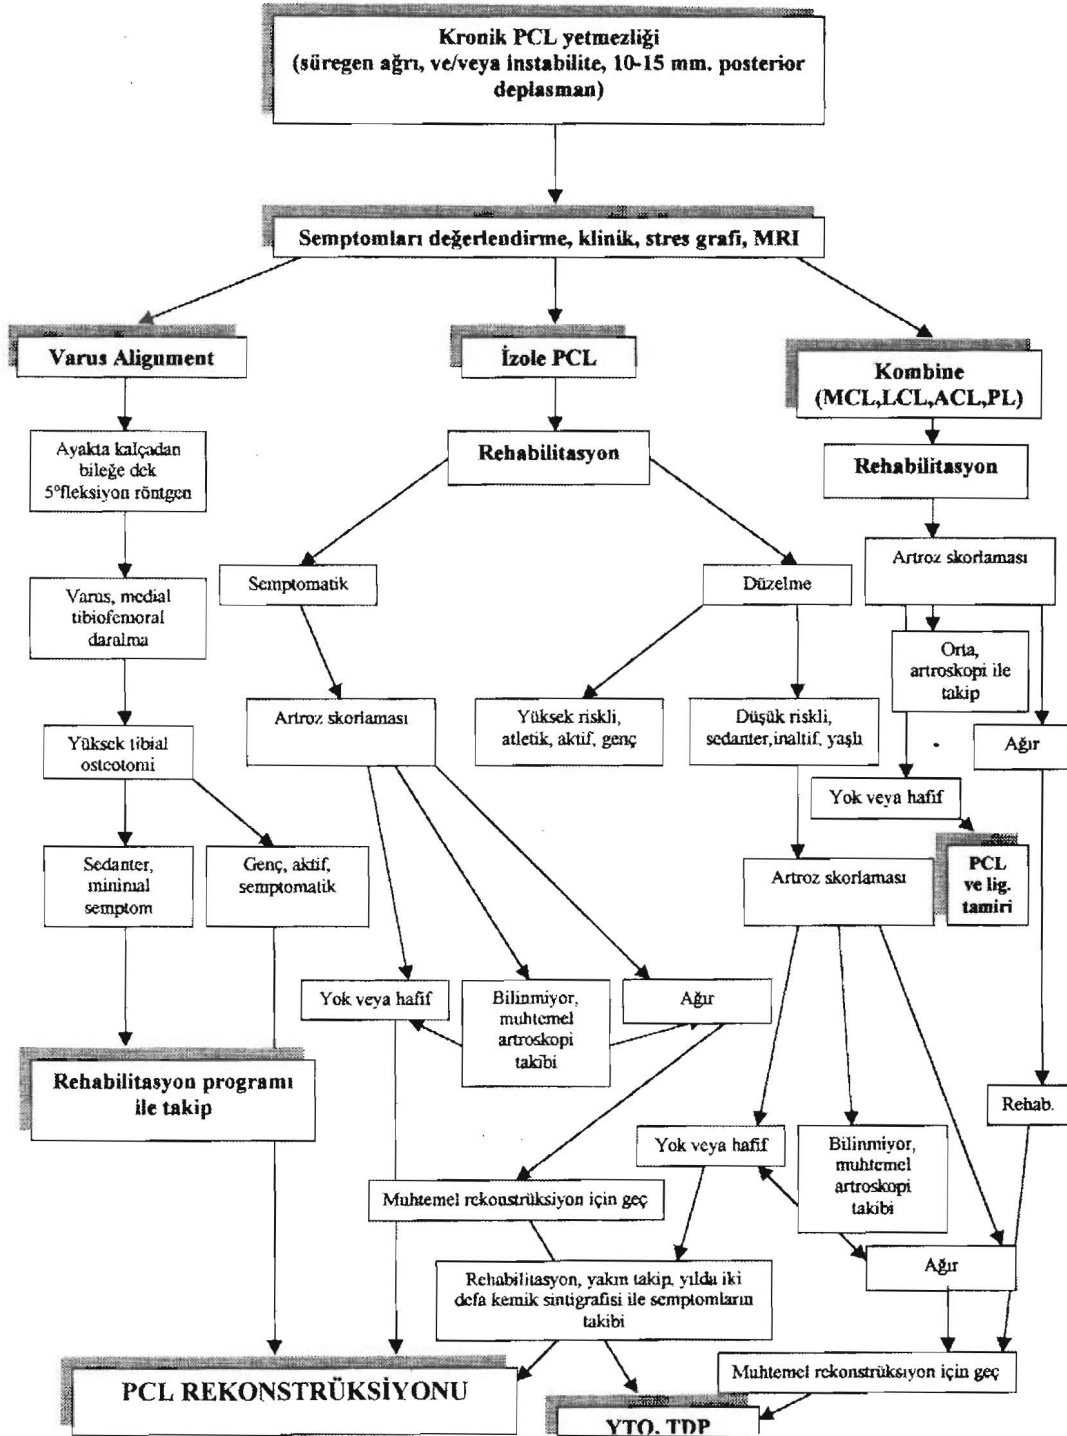 Kronik PCL yetmezliği
(süregen ağrı, ve/veya instabilite, 10-15 mm. posterior
deplasman)
Semptomları değerlendirme, klinik, stres grafi, MRI
Varus Aligument
İzole PCL
Kombine
(MCL,LCL,ACL,PL)
Ayakta kalçadan
bileğe dek
5°fleksiyon röntgen
Rehabilitasyon
Rehabilitasyon
Artroz skorlaması
Semptomatik
Düzelme
Varus, medial
tibiofemoral
daralma
Orta,
artroskopi ile
takip
Artroz skorlaması
Yüksek riskli,
atletik, aktif, genç
Düşük riskli,
sedanter,inaltif, yaşlı
Yüksek tibial
osteotomi
Ağır
Yok veya hafif
Sedanter,
minimal
semptom
Genç, aktif,
semptomatik
Artroz skorlaması
PCL
ve lig.
tamiri
Yok veya hafif
Bilinmiyor,
muhtemel
artroskopi
takibi
Ağır
Rehabilitasyon programı
ile takip
Rehab.
Yok veya hafif
Bilinmiyor,
muhtemel
artroskopi
takibi
Muhtemel rekonstrüksiyon için geç
Ağır
Rehabilitasyon, yakın takip, yılda iki
defa kemik sintigrafisi ile semptomların
takibi
Muhtemel rekonstrüksiyon için geç
PCL REKONSTRÜKSİYONU
YTO, TDP